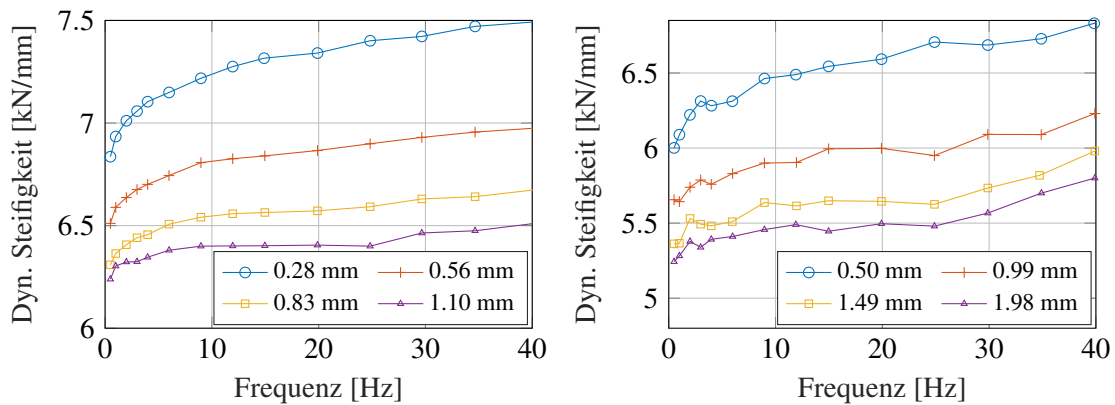 Dyn. Steifigkeit [kN/mm]
7.5
7
6.5
6
0 10 20 30 40
Frequenz [Hz]
0.28 mm 0.56 mm
0.83 mm 1.10 mm
Dyn. Steifigkeit [kN/mm]
6.5
6
5.5
5
0 10 20 30 40
Frequenz [Hz]
0.50 mm 0.99 mm
1.49 mm 1.98 mm